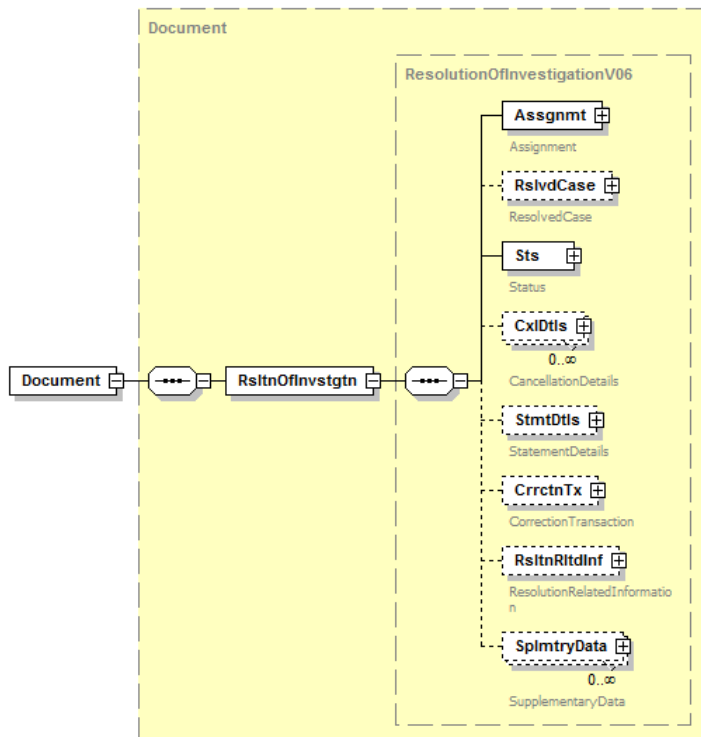 Document
ResolutionOfInvestigationV06
Assgnmt
Assignment
RslvdCase
ResolvedCase
Sts
Status
CxlDtls
0..∞
CancellationDetails
Document
RsltnOfInvstgtn
StmtDtls
StatementDetails
CrrctnTx
CorrectionTransaction
RsltnRltdInf
ResolutionRelatedInformatio
n
SplmtryData
0..∞
SupplementaryData